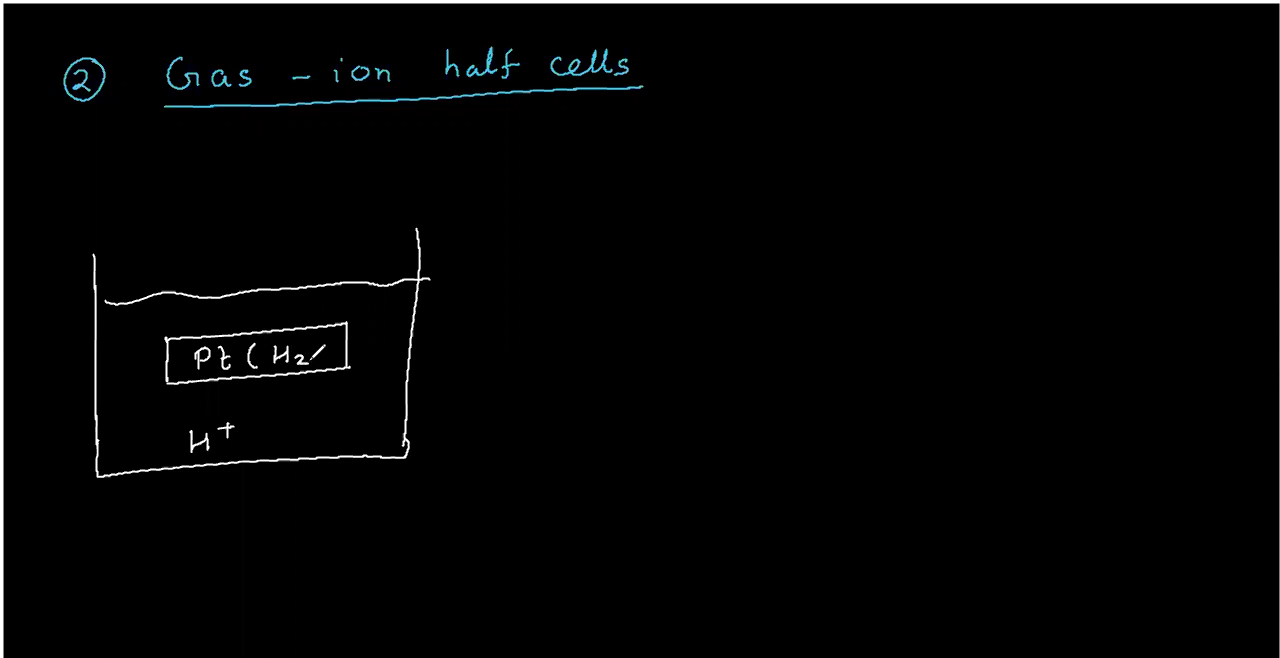 ② Gas - ion half cells
Pt (H₂/
H⁺